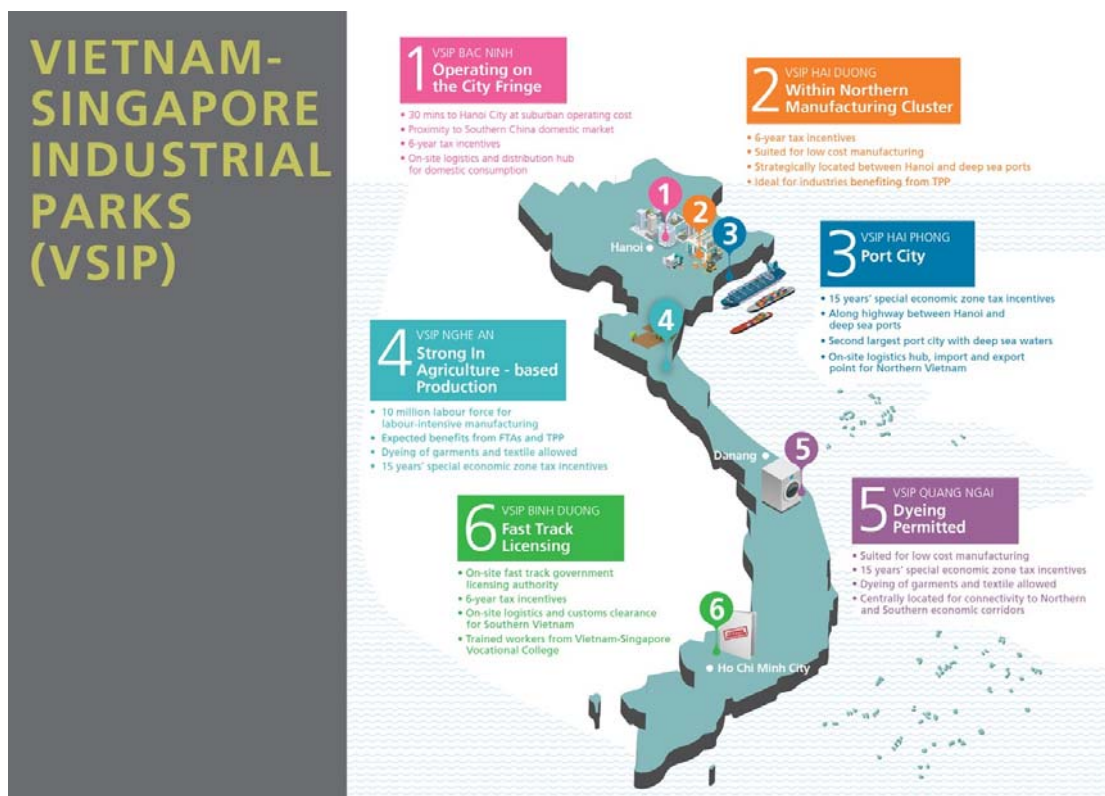 VIETNAM-
SINGAPORE
INDUSTRIAL
PARKS
(VSIP)
1
VSIP BAC NINH
Operating on
the City Fringe
• 30 mins to Hanoi City at suburban operating cost
• Proximity to Southern China domestic market
• 6-year tax incentives
• On-site logistics and distribution hub
for domestic consumption
2
VSIP HAI DUONG
Within Northern
Manufacturing Cluster
• 6-year tax incentives
• Suited for low cost manufacturing
• Strategically located between Hanoi and deep sea ports
• Ideal for industries benefiting from TPP
1
2
3
Hanoi
3
VSIP HAI PHONG
Port City
• 15 years' special economic zone tax incentives
• Along highway between Hanoi and
deep sea ports
• Second largest port city with deep sea waters
• On-site logistics hub, import and export
point for Northern Vietnam
4
4
VSIP NGHE AN
Strong In
Agriculture - based
Production
• 10 million labour force for
labour-intensive manufacturing
• Expected benefits from FTAs and TPP
• Dyeing of garments and textile allowed
• 15 years' special economic zone tax incentives
Danang
5
5
VSIP QUANG NGAI
Dyeing
Permitted
• Suited for low cost manufacturing
• 15 years' special economic zone tax incentives
• Dyeing of garments and textile allowed
• Centrally located for connectivity to Northern
and Southern economic corridors
6
VSIP BINH DUONG
Fast Track
Licensing
• On-site fast track government
licensing authority
• 6-year tax incentives
• On-site logistics and customs clearance
for Southern Vietnam
• Trained workers from Vietnam-Singapore
Vocational College
6
Ho Chi Minh City